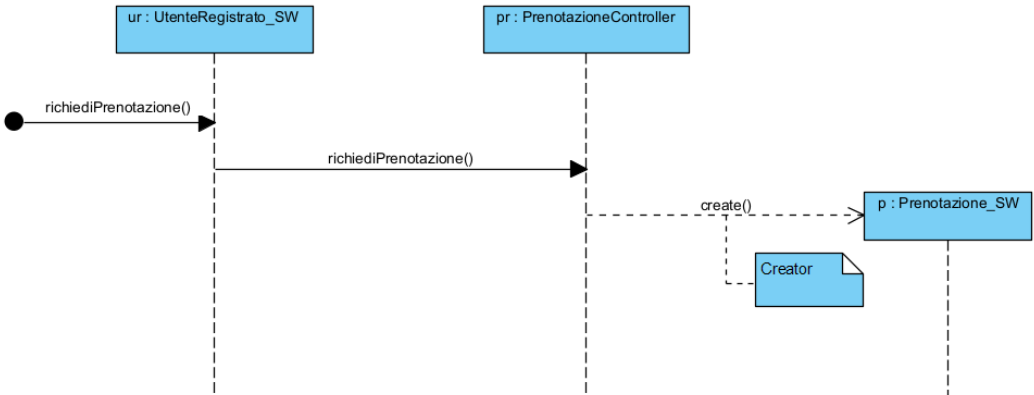 ur : UtenteRegistrato_SW
pr : PrenotazioneController
richiediPrenotazione()
richiediPrenotazione()
create()
p : Prenotazione_SW
Creator